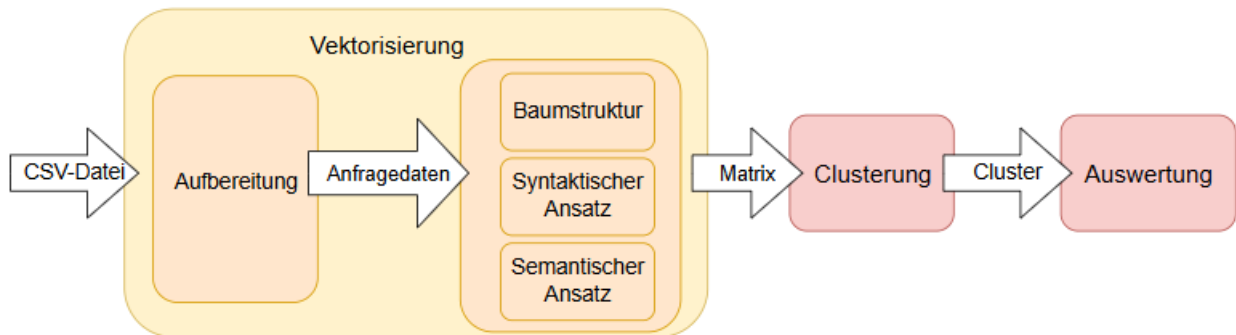 Vektorisierung
CSV-Datei
Aufbereitung
Anfragedaten
Baumstruktur
Syntaktischer
Ansatz
Semantischer
Ansatz
Matrix
Clusterung
Cluster
Auswertung